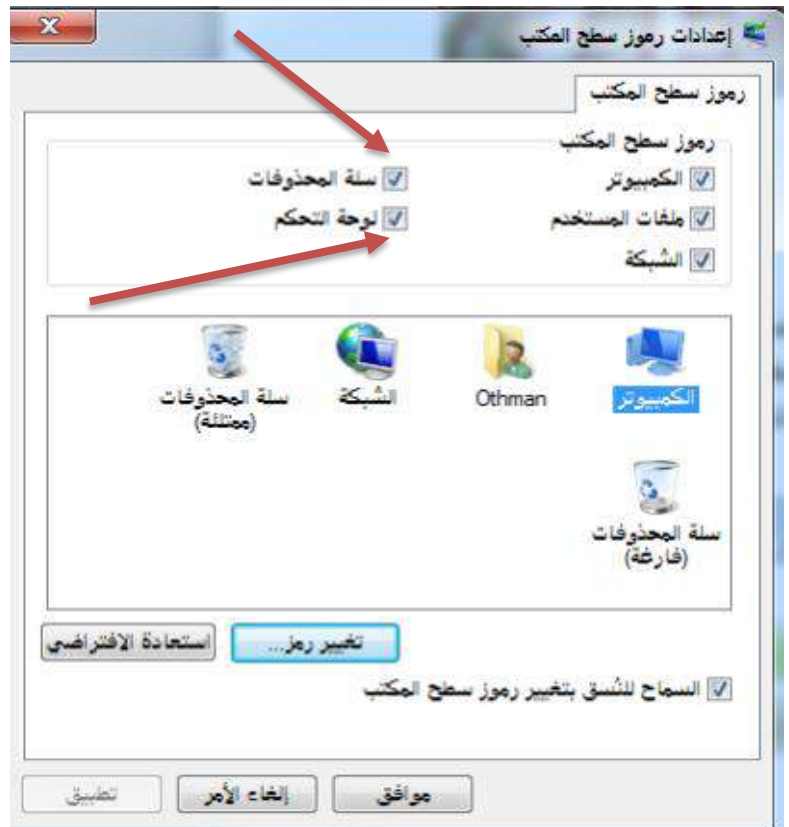 إعدادات رموز سطح المكتب
رموز سطح المكتب
رموز سطح المكتب
الكمبيوتر
سلة المحذوفات
ملفات المستخدم
لوحة التحكم
الشبكة
الكمبيوتر
Othman
الشبكة
سلة المحذوفات
(ممتلئة)
سلة المحذوفات
(فارغة)
تغيير رمز...
استعادة الافتراضي
السماح للنُسق بتغيير رموز سطح المكتب
موافق
إلغاء الأمر
تطبيق